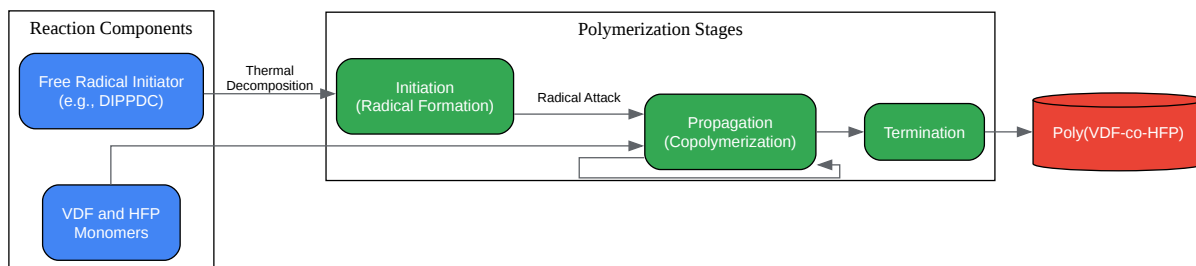 Reaction Components
Free Radical Initiator
(e.g., DIPPDC)
VDF and HFP
Monomers
Thermal
Decomposition
Polymerization Stages
Initiation
(Radical Formation)
Radical Attack
Propagation
(Copolymerization)
Termination
Poly(VDF-co-HFP)